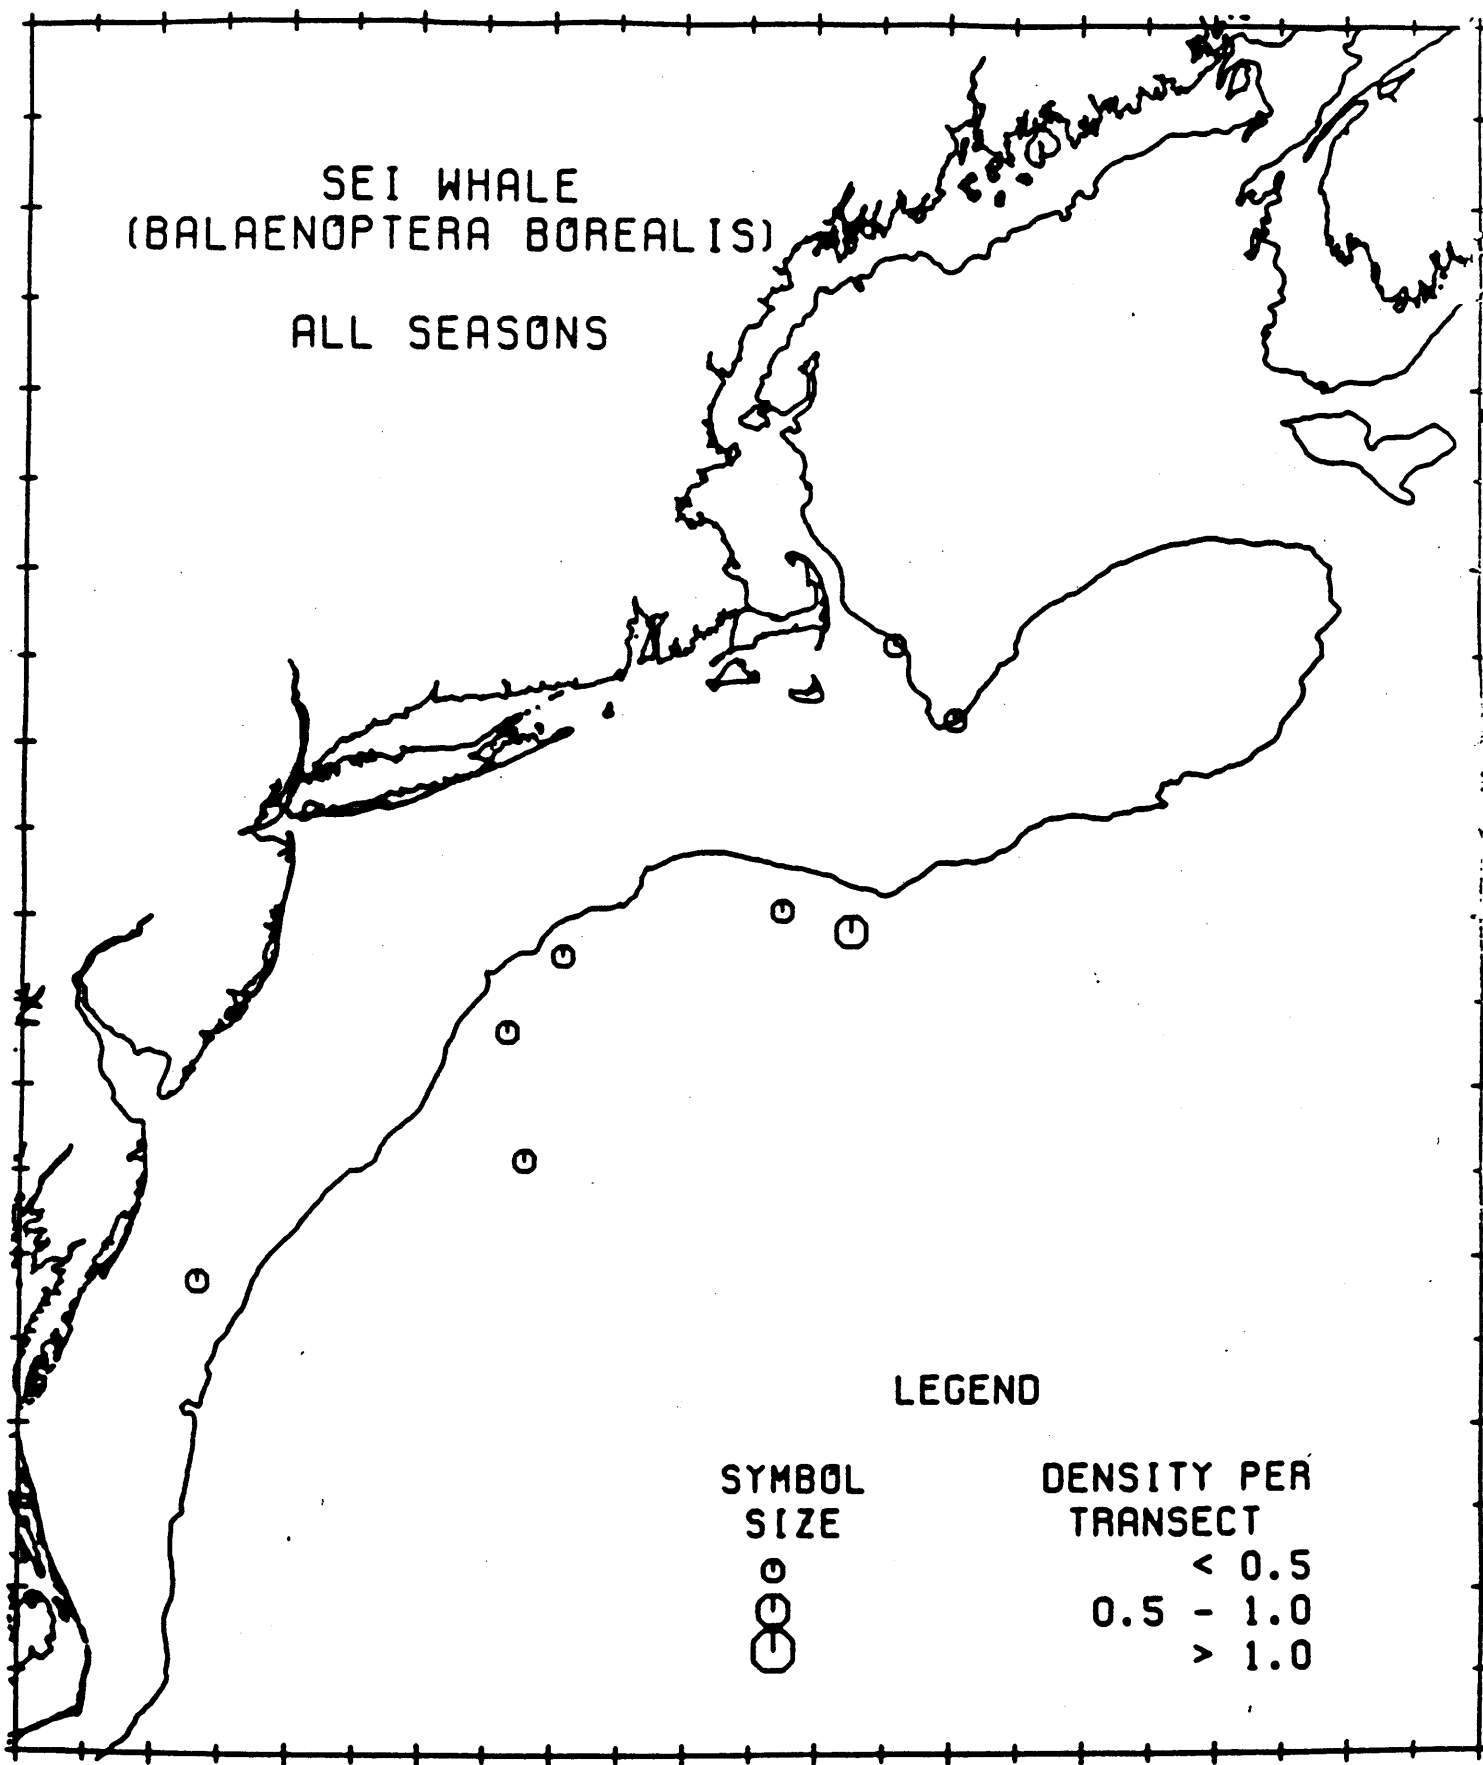 SEI WHALE
(BALAENOPTERA BOREALIS)
ALL SEASONS
LEGEND
SYMBOL SIZE
DENSITY PER TRANSECT
< 0.5
0.5 - 1.0
> 1.0